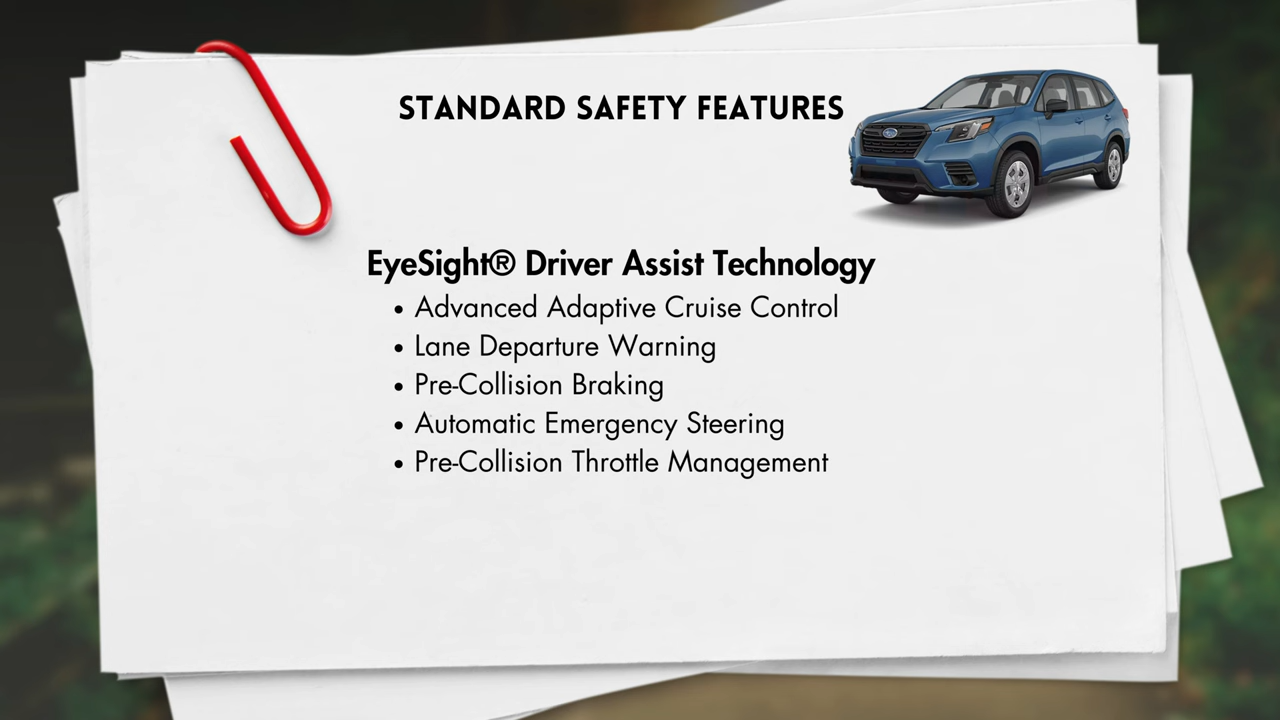 STANDARD SAFETY FEATURES
EyeSight® Driver Assist Technology
• Advanced Adaptive Cruise Control
• Lane Departure Warning
• Pre-Collision Braking
• Automatic Emergency Steering
• Pre-Collision Throttle Management